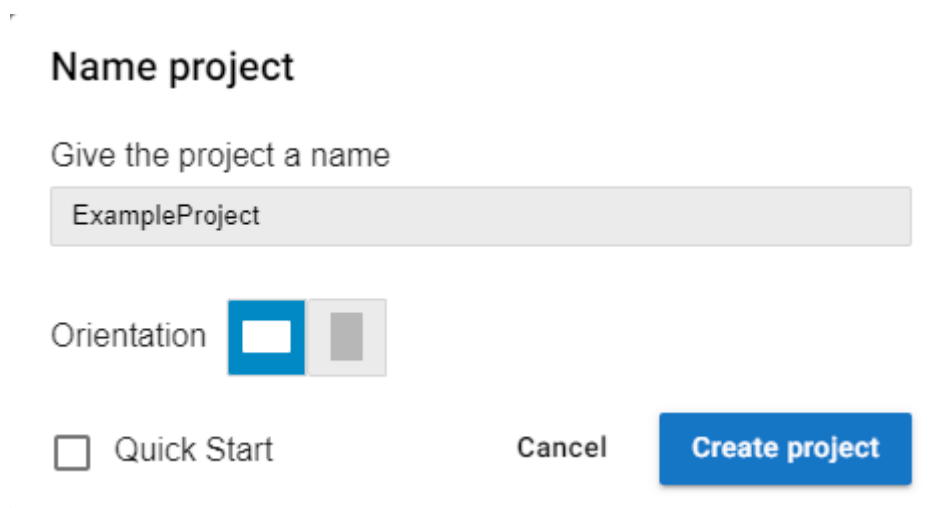 Name project
Give the project a name
ExampleProject
Orientation
Quick Start Cancel Create project